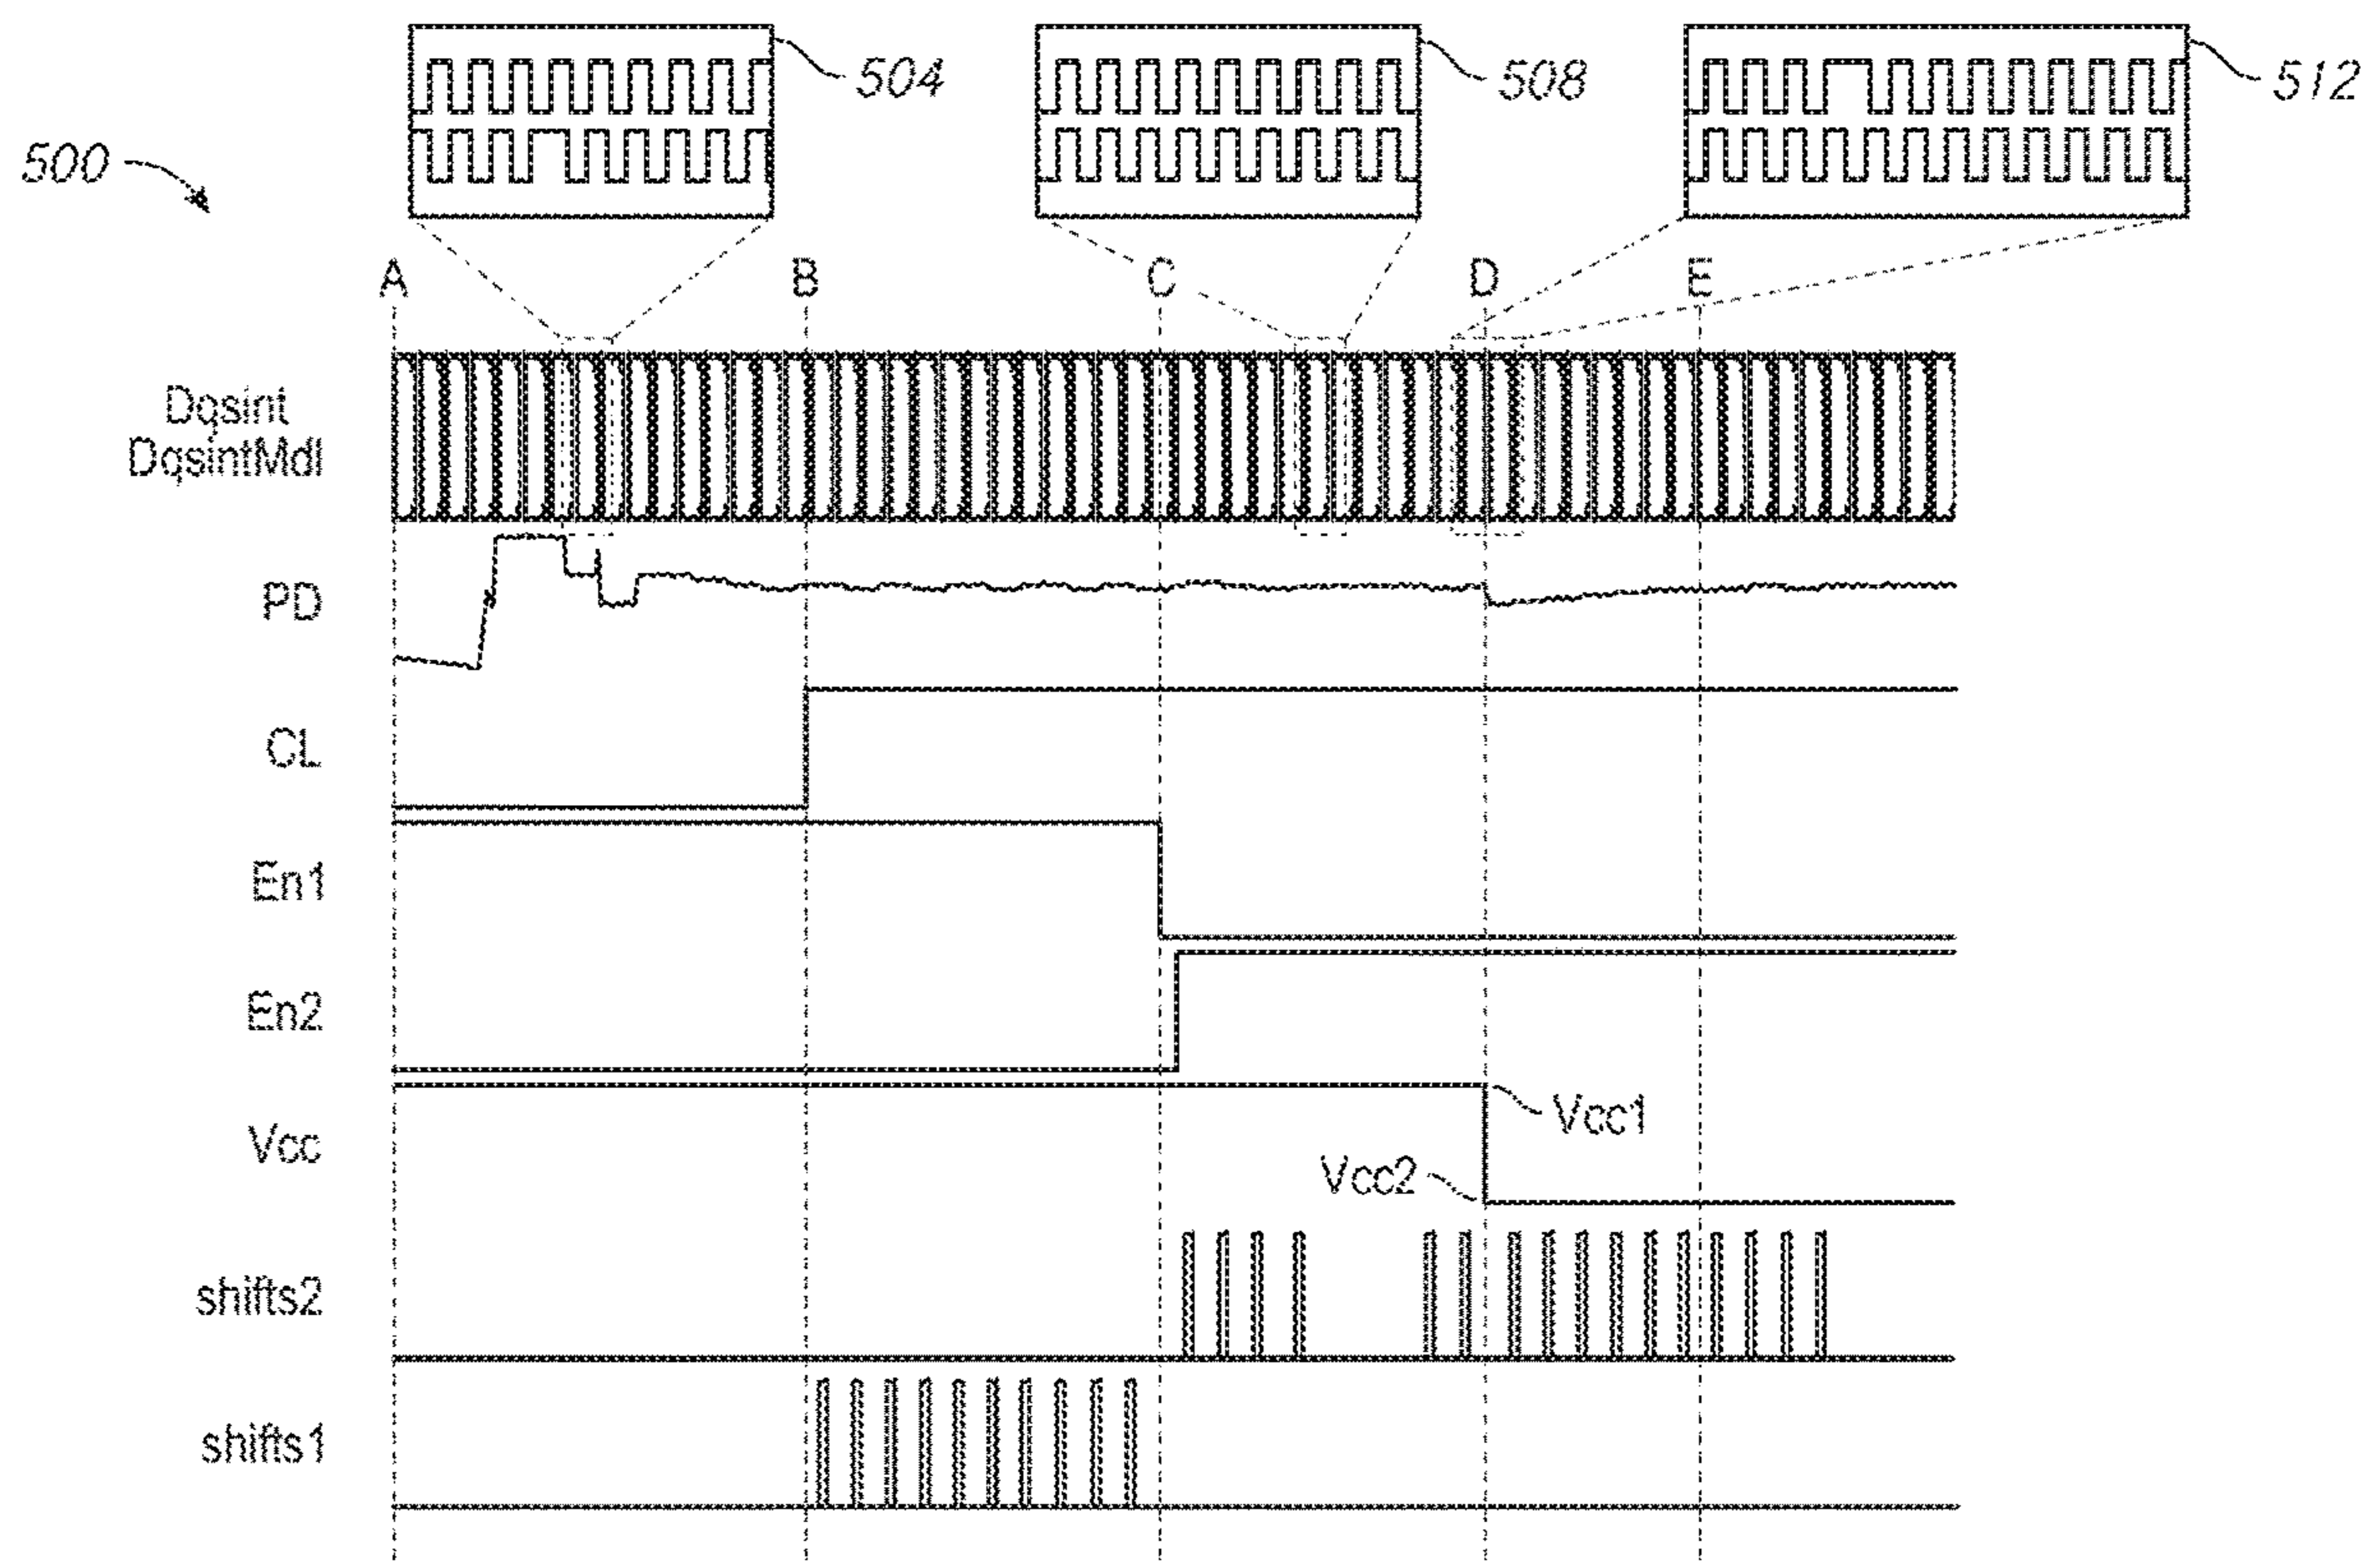 504
508
512
500
A
B
C
D
E
Dqsint
DqsintMdl
PD
CL
En1
En2
Vcc
Vcc1
Vcc2
shifts2
shifts1